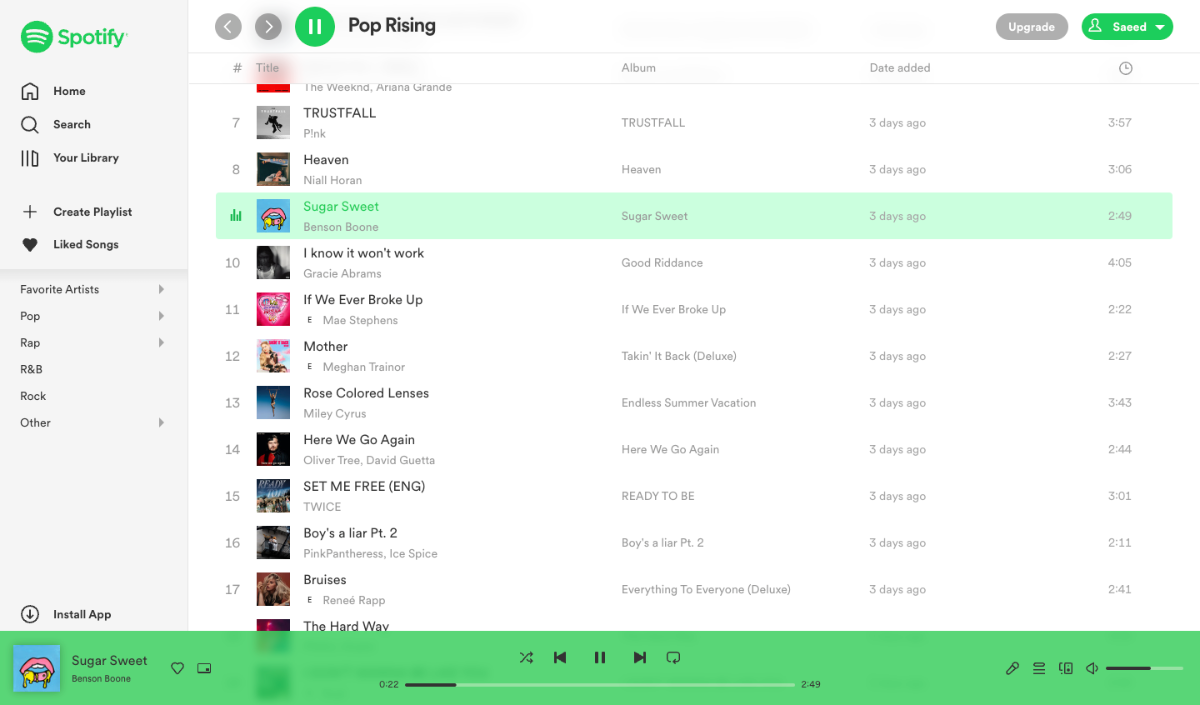 Spotify
Home
Search
Your Library
Create Playlist
Liked Songs
Favorite Artists
Pop
Rap
R&B
Rock
Other
Install App
Pop Rising
Upgrade
Saeed
# Title Album Date added
The Weeknd, Ariana Grande
7 TRUSTFALL TRUSTFALL 3 days ago 3:57
P!nk
8 Heaven Heaven 3 days ago 3:06
Niall Horan
Sugar Sweet Sugar Sweet 3 days ago 2:49
Benson Boone
10 I know it won't work Good Riddance 3 days ago 4:05
Gracie Abrams
11 If We Ever Broke Up If We Ever Broke Up 3 days ago 2:22
E Mae Stephens
12 Mother Takin' It Back (Deluxe) 3 days ago 2:27
E Meghan Trainor
13 Rose Colored Lenses Endless Summer Vacation 3 days ago 3:43
Miley Cyrus
14 Here We Go Again Here We Go Again 3 days ago 2:44
Oliver Tree, David Guetta
15 SET ME FREE (ENG) READY TO BE 3 days ago 3:01
TWICE
16 Boy's a liar Pt. 2 Boy's a liar Pt. 2 3 days ago 2:11
PinkPantheress, Ice Spice
17 Bruises Everything To Everyone (Deluxe) 3 days ago 2:41
E Reneé Rapp
The Hard Way
Sugar Sweet
Benson Boone
0:22 2:49